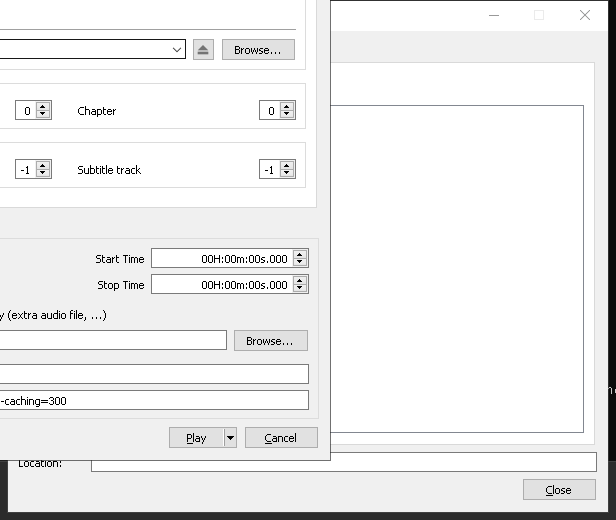 Browse...
0 Chapter 0
-1 Subtitle track -1
Start Time 00H:00m:00s.000
Stop Time 00H:00m:00s.000
(extra audio file, ...)
Browse...
-caching=300
Play Cancel
Location:
Close